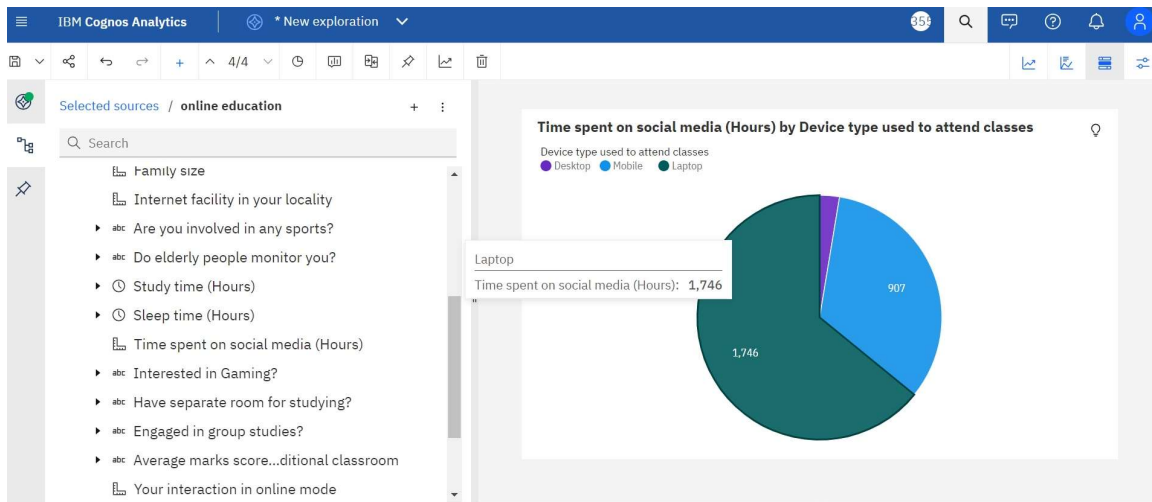 IBM Cognos Analytics
* New exploration
355
4/4
Selected sources / online education
Search
Family size
Internet facility in your locality
abc Are you involved in any sports?
abc Do elderly people monitor you?
Study time (Hours)
Sleep time (Hours)
Time spent on social media (Hours)
abc Interested in Gaming?
abc Have separate room for studying?
abc Engaged in group studies?
abc Average marks score...ditional classroom
Your interaction in online mode
Time spent on social media (Hours) by Device type used to attend classes
Device type used to attend classes
Desktop Mobile Laptop
Laptop
Time spent on social media (Hours): 1,746
907
1,746